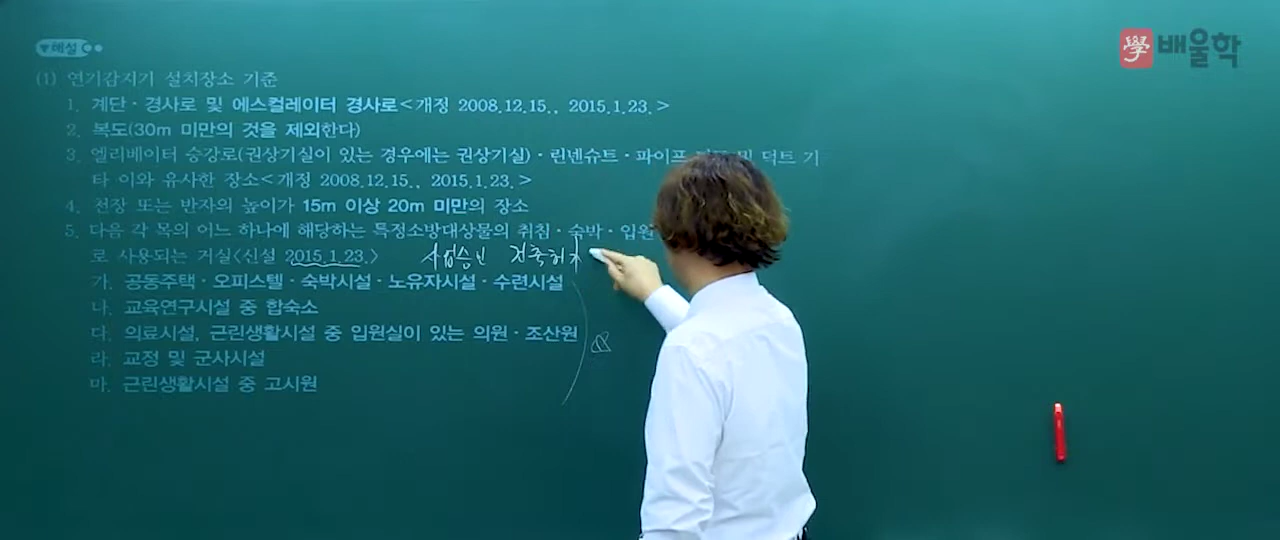 學 배울학
해설
(1) 연기감지기 설치장소 기준
1. 계단·경사로 및 에스컬레이터 경사로<개정 2008.12.15., 2015.1.23.>
2. 복도(30m 미만의 것을 제외한다)
3. 엘리베이터 승강로(권상기실이 있는 경우에는 권상기실)·린넨슈트·파이프 및 덕트 기
타 이와 유사한 장소<개정 2008.12.15., 2015.1.23.>
4. 천장 또는 반자의 높이가 15m 이상 20m 미만의 장소
5. 다음 각 목의 어느 하나에 해당하는 특정소방대상물의 취침·숙박·입원
로 사용되는 거실<신설 2015.1.23.> 사업승인 건축허가
가. 공동주택·오피스텔·숙박시설·노유자시설·수련시설
나. 교육연구시설 중 합숙소
다. 의료시설, 근린생활시설 중 입원실이 있는 의원·조산원
라. 교정 및 군사시설
마. 근린생활시설 중 고시원